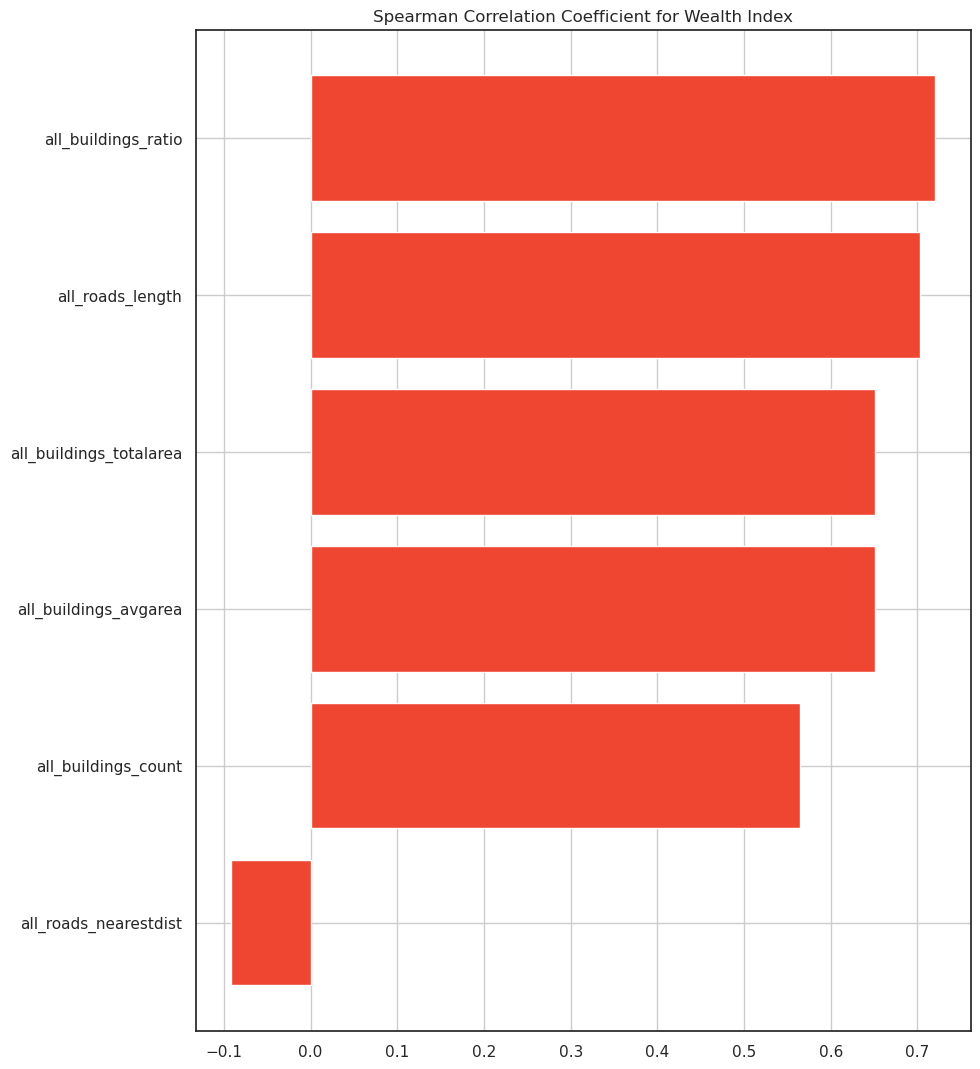 Spearman Correlation Coefficient for Wealth Index
all_buildings_ratio
all_roads_length
all_buildings_totalarea
all_buildings_avgarea
all_buildings_count
all_roads_nearestdist
−0.1 0.0 0.1 0.2 0.3 0.4 0.5 0.6 0.7